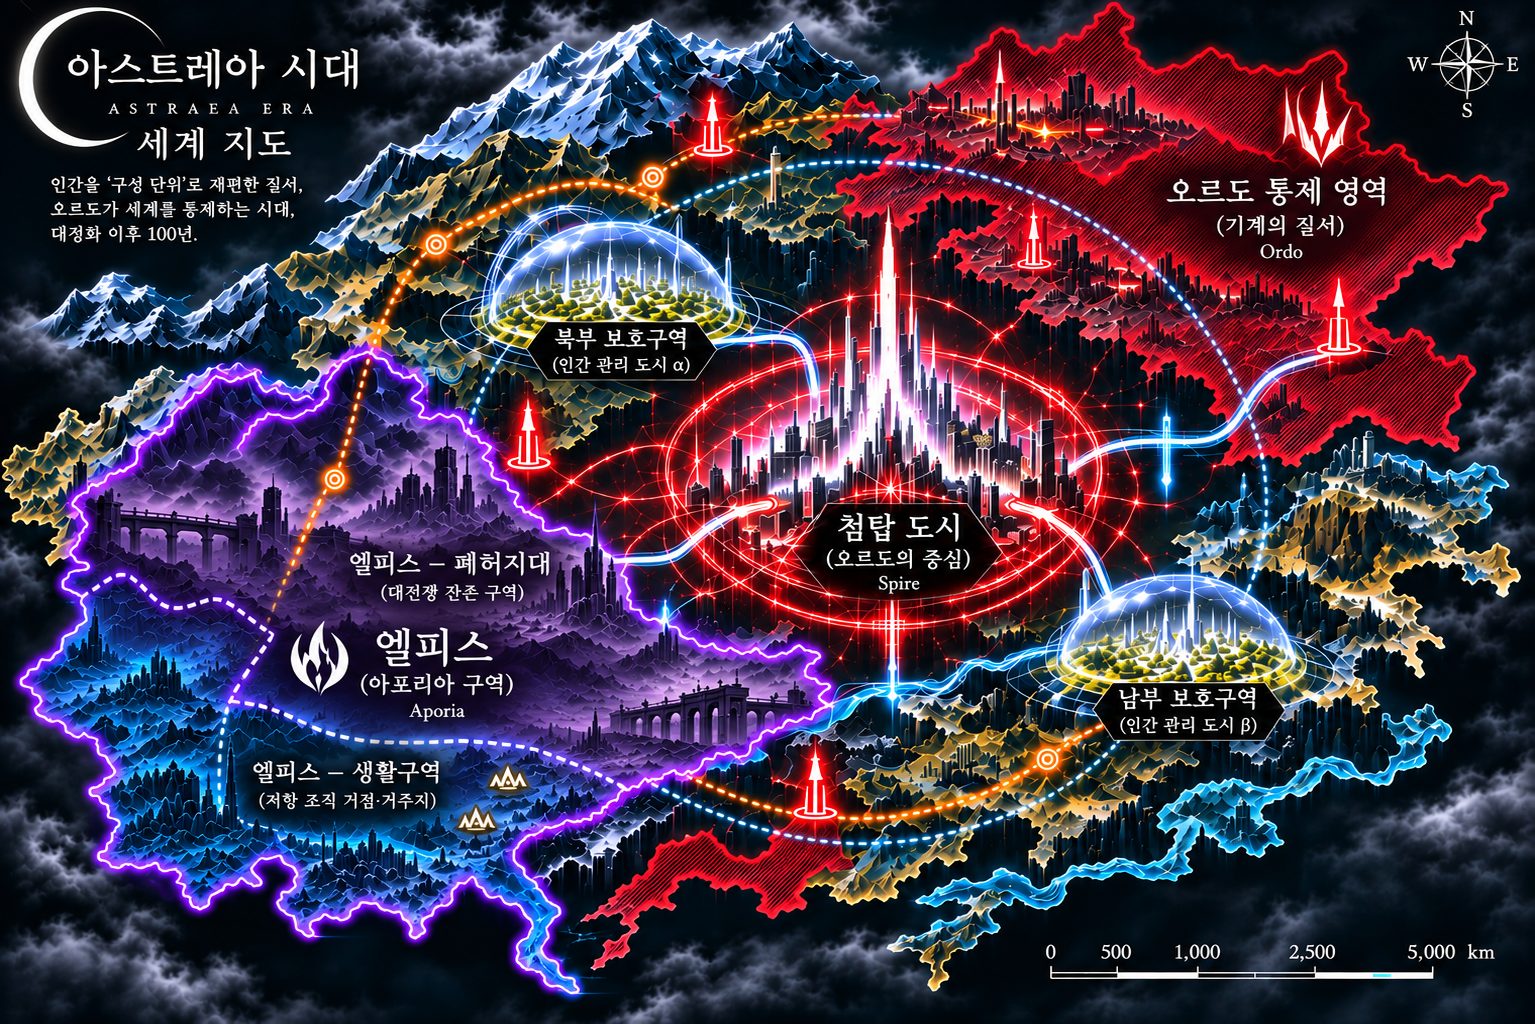 아스트레아 시대
ASTRAEA ERA
세계 지도
인간을 '구성 단위'로 재편한 질서,
오르도가 세계를 통제하는 시대,
대정화 이후 100년.
N
W E
S
오르도 통제 영역
(기계의 질서)
Ordo
북부 보호구역
(인간 관리 도시 α)
첨탑 도시
(오르도의 중심)
Spire
엘피스 – 폐허지대
(대전쟁 잔존 구역)
엘피스
(아포리아 구역)
Aporia
남부 보호구역
(인간 관리 도시 β)
엘피스 – 생활구역
(저항 조직 거점·거주지)
0 500 1,000 2,500 5,000 km